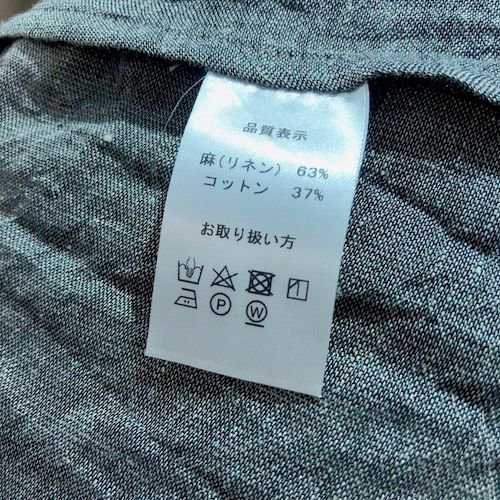 品質表示
麻(リネン) 63%
コットン 37%
お取り扱い方
P W